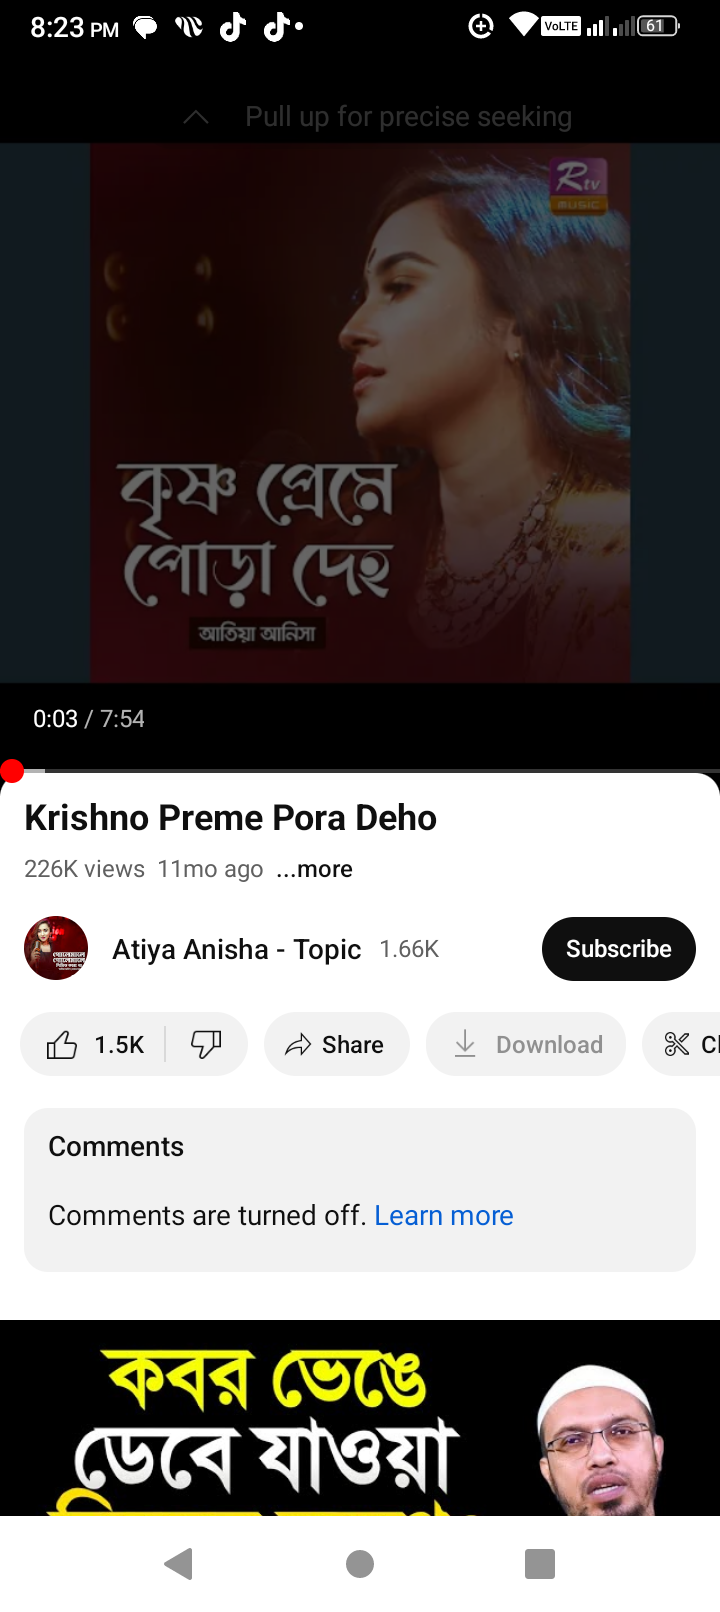 8:23 PM
VoLTE
61
Pull up for precise seeking
Rtv
MUSIC
কৃষ্ণ প্রেমে
পোড়া দেহ
আতিয়া আনিসা
0:03 / 7:54
Krishno Preme Pora Deho
226K views 11mo ago ...more
Atiya Anisha - Topic 1.66K
Subscribe
1.5K
Share
Download
Comments
Comments are turned off. Learn more
কবর ভেঙে
ডেবে যাওয়া